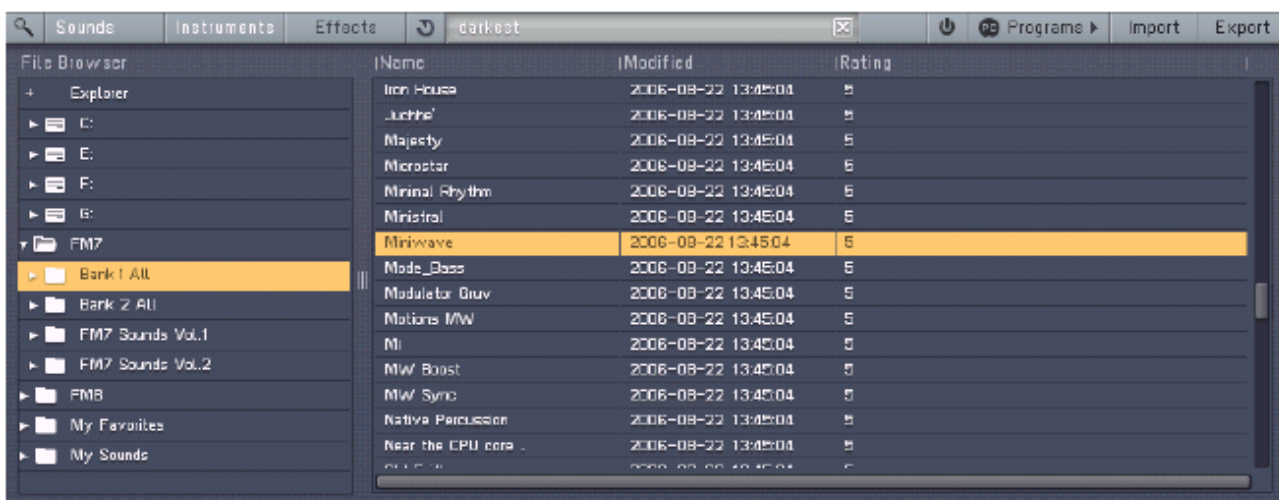 Sounds Instruments Effects darkest Programs Import Export
File Browser
Explorer
C:
E:
F:
G:
FM7
Bank 1 All
Bank 2 All
FM7 Sounds Vol.1
FM7 Sounds Vol.2
FM8
My Favorites
My Sounds
Name Modified Rating
Iron House 2006-08-22 13:45:04 5
Juchhe' 2006-08-22 13:45:04 5
Majesty 2006-08-22 13:45:04 5
Microstar 2006-08-22 13:45:04 5
Minimal Rhythm 2006-08-22 13:45:04 5
Ministral 2006-08-22 13:45:04 5
Miniwave 2006-08-22 13:45:04 5
Mode_Bass 2006-08-22 13:45:04 5
Modulator Gruv 2006-08-22 13:45:04 5
Motions MW 2006-08-22 13:45:04 5
2006-08-22 13:45:04 5
MW Boost 2006-08-22 13:45:04 5
MW Sync 2006-08-22 13:45:04 5
Native Percussion 2006-08-22 13:45:04 5
Near the CPU core . 2006-08-22 13:45:04 5